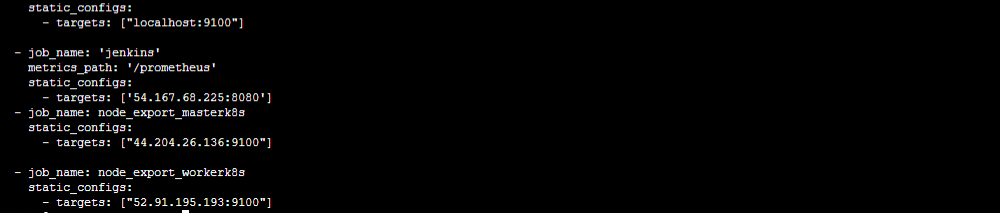 static_configs:
- targets: ["localhost:9100"]
- job_name: 'jenkins'
metrics_path: '/prometheus'
static_configs:
- targets: ['54.167.68.225:8080']
- job_name: node_export_masterk8s
static_configs:
- targets: ["44.204.26.136:9100"]
- job_name: node_export_workerk8s
static_configs:
- targets: ["52.91.195.193:9100"]